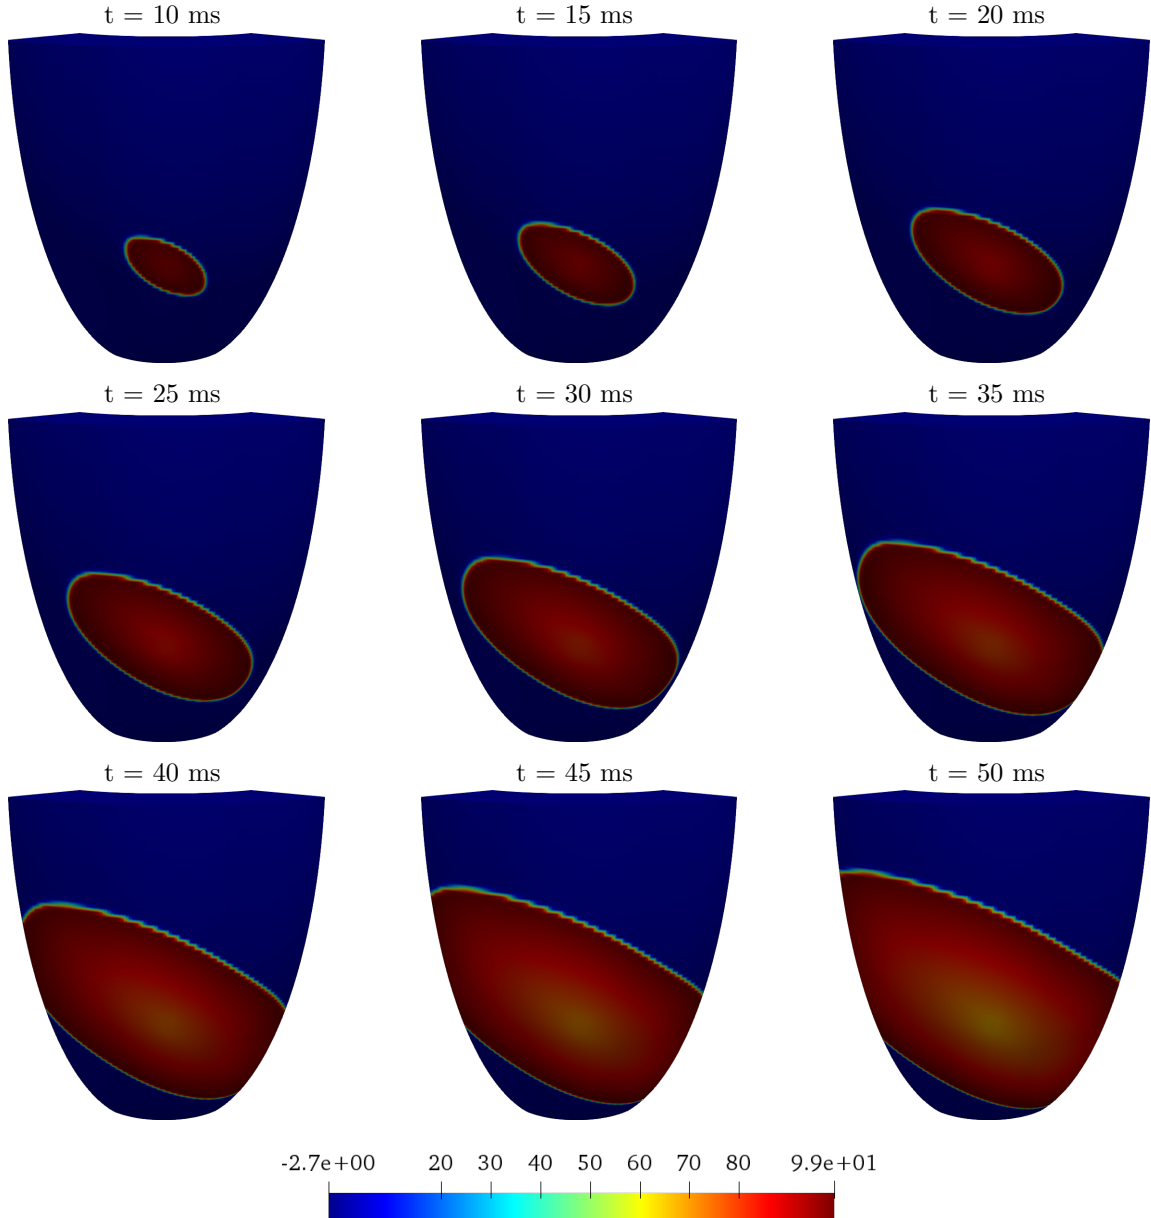 t = 10 ms t = 15 ms t = 20 ms
t = 25 ms t = 30 ms t = 35 ms
t = 40 ms t = 45 ms t = 50 ms
-2.7e+00 20 30 40 50 60 70 80 9.9e+01